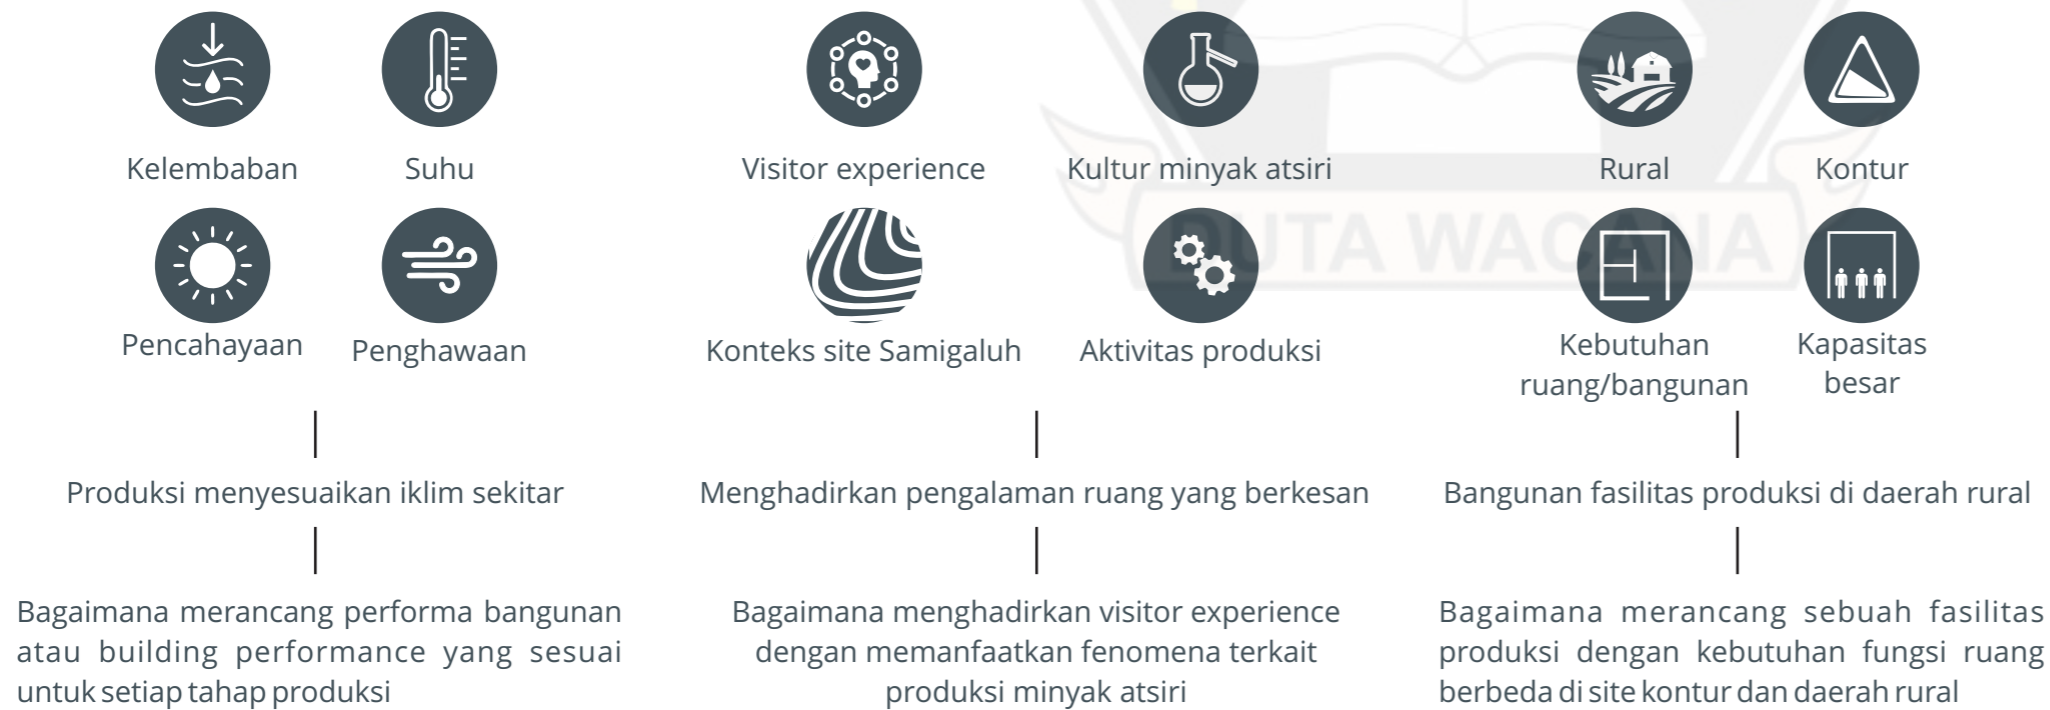 Kelembaban
Suhu
Pencahayaan
Penghawaan
Produksi menyesuaikan iklim sekitar
Bagaimana merancang performa bangunan
atau building performance yang sesuai
untuk setiap tahap produksi
Visitor experience
Kultur minyak atsiri
Konteks site Samigaluh
Aktivitas produksi
Menghadirkan pengalaman ruang yang berkesan
Bagaimana menghadirkan visitor experience
dengan memanfaatkan fenomena terkait
produksi minyak atsiri
Rural
Kontur
DUTA WACANA
Kebutuhan
ruang/bangunan
Kapasitas
besar
Bangunan fasilitas produksi di daerah rural
Bagaimana merancang sebuah fasilitas
produksi dengan kebutuhan fungsi ruang
berbeda di site kontur dan daerah rural